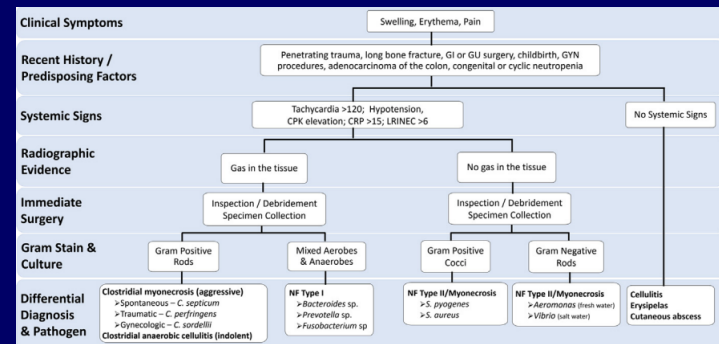 Clinical Symptoms
Swelling, Erythema, Pain
Recent History /
Predisposing Factors
Penetrating trauma, long bone fracture, GI or GU surgery, childbirth, GYN
procedures, adenocarcinoma of the colon, congenital or cyclic neutropenia
Systemic Signs
Tachycardia >120; Hypotension,
CPK elevation; CRP >15; LRINEC >6
No Systemic Signs
Radiographic
Evidence
Gas in the tissue
No gas in the tissue
Immediate
Surgery
Inspection / Debridement
Specimen Collection
Inspection / Debridement
Specimen Collection
Gram Stain &
Culture
Gram Positive
Rods
Mixed Aerobes
& Anaerobes
Gram Positive
Cocci
Gram Negative
Rods
Differential
Diagnosis
& Pathogen
Clostridial myonecrosis (aggressive)
➢Spontaneous – C. septicum
➢Traumatic – C. perfringens
➢Gynecologic – C. sordellii
Clostridial anaerobic cellulitis (indolent)
NF Type I
➢Bacteroides sp.
➢Prevotella sp.
➢Fusobacterium sp
NF Type II/Myonecrosis
➢S. pyogenes
➢S. aureus
NF Type II/Myonecrosis
➢Aeromonas (fresh water)
➢Vibrio (salt water)
Cellulitis
Erysipelas
Cutaneous abscess